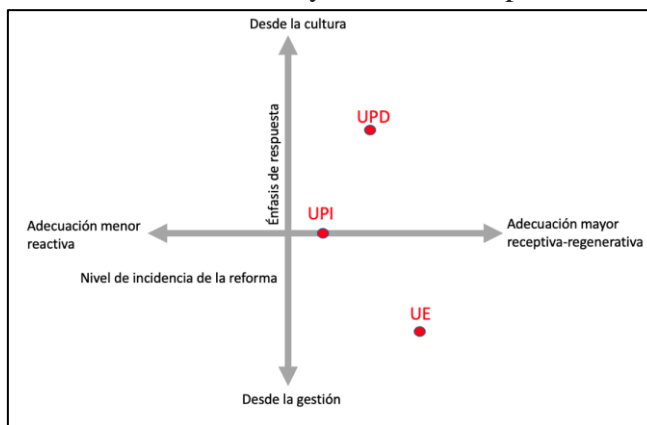 Desde la cultura
UPD
Énfasis de respuesta
UPI
Adecuación menor
reactiva
Adecuación mayor
receptiva-regenerativa
Nivel de incidencia de la reforma
UE
Desde la gestión